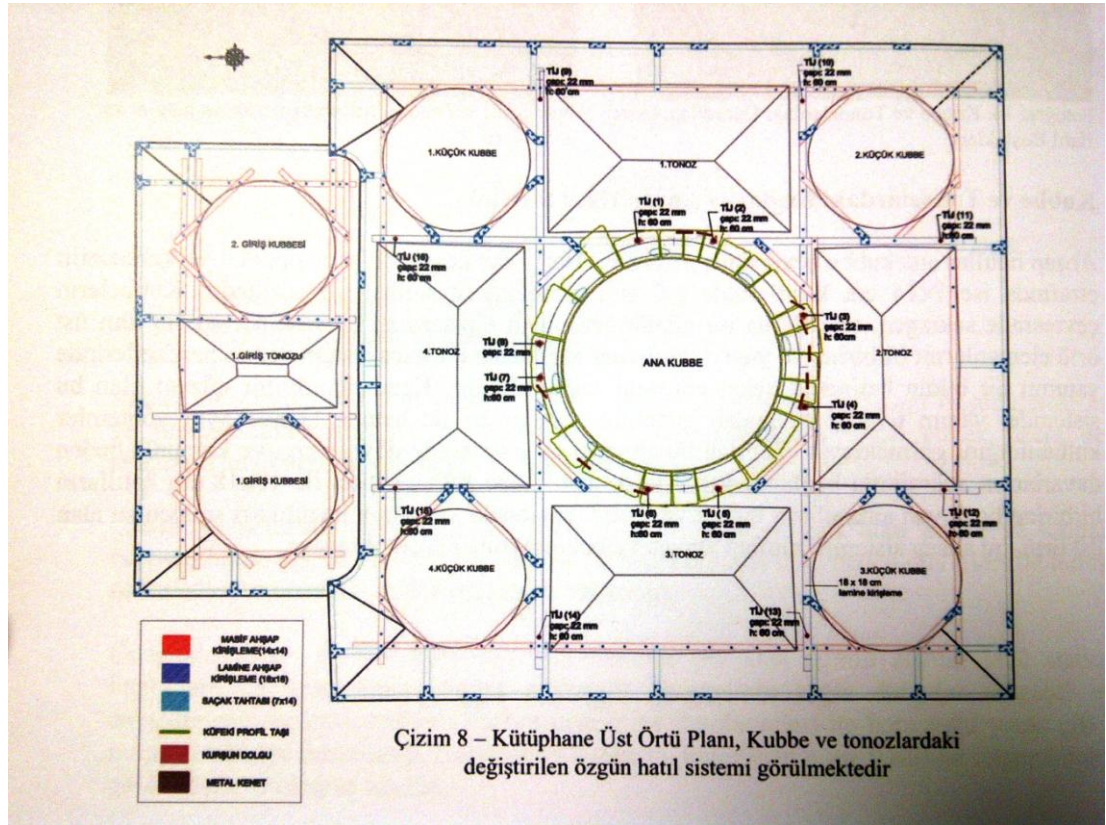 TİJ (9)
çapı: 22 mm
h: 60 cm
TİJ (10)
çapı: 22 mm
h: 60 cm
1.KÜÇÜK KUBBE
1.TONOZ
2.KÜÇÜK KUBBE
TİJ (1)
çapı: 22 mm
h: 60 cm
TİJ (2)
çapı: 22 mm
h: 60 cm
TİJ (11)
çapı: 22 mm
h:60 cm
2. GİRİŞ KUBBESİ
TİJ (16)
çapı: 22 mm
h:60 cm
TİJ (3)
çapı: 22 mm
h: 60cm
TİJ (8)
çapı: 22 mm
1.GİRİŞ TONOZU
4.TONOZ
ANA KUBBE
2.TONOZ
TİJ (7)
çapı: 22 mm
h:60 cm
TİJ (4)
çapı: 22 mm
h: 60 cm
1.GİRİŞ KUBBESİ
TİJ (15)
çapı: 22 mm
h:60 cm
TİJ (6)
çapı: 22 mm
h:60 cm
TİJ ( 5)
çapı: 22 mm
h: 60 cm
TİJ (12)
çapı: 22 mm
h: 60 cm
3.TONOZ
4.KÜÇÜK KUBBE
3.KÜÇÜK KUBBE
18 x 18 cm
lamine kirişleme
TİJ (14)
çapı: 22 mm
h: 60 cm
TİJ (13)
çapı: 22 mm
h: 60 cm
MASİF AHŞAP
KİRİŞLEME(14x14)
LAMİNE AHŞAP
KİRİŞLEME (18x18)
SAÇAK TAHTASI (7x14)
KÜFEKİ PROFİL TAŞI
KURŞUN DOLGU
METAL KENET
Çizim 8 – Kütüphane Üst Örtü Planı, Kubbe ve tonozlardaki
değiştirilen özgün hatıl sistemi görülmektedir